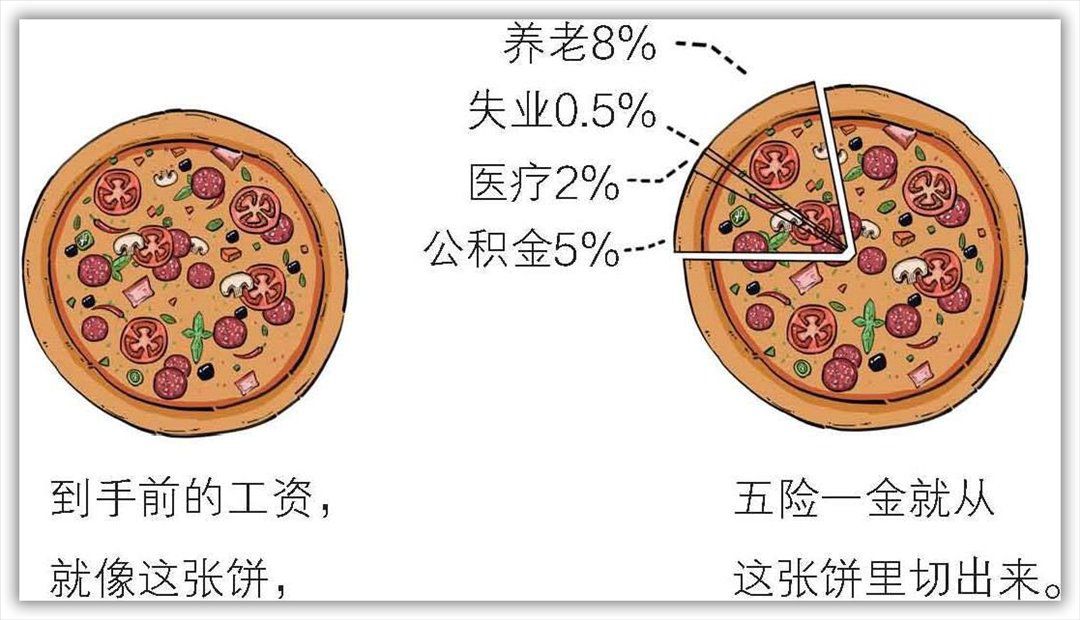 养老8%
失业0.5%
医疗2%
公积金5%
到手前的工资，
就像这张饼，
五险一金就从
这张饼里切出来。